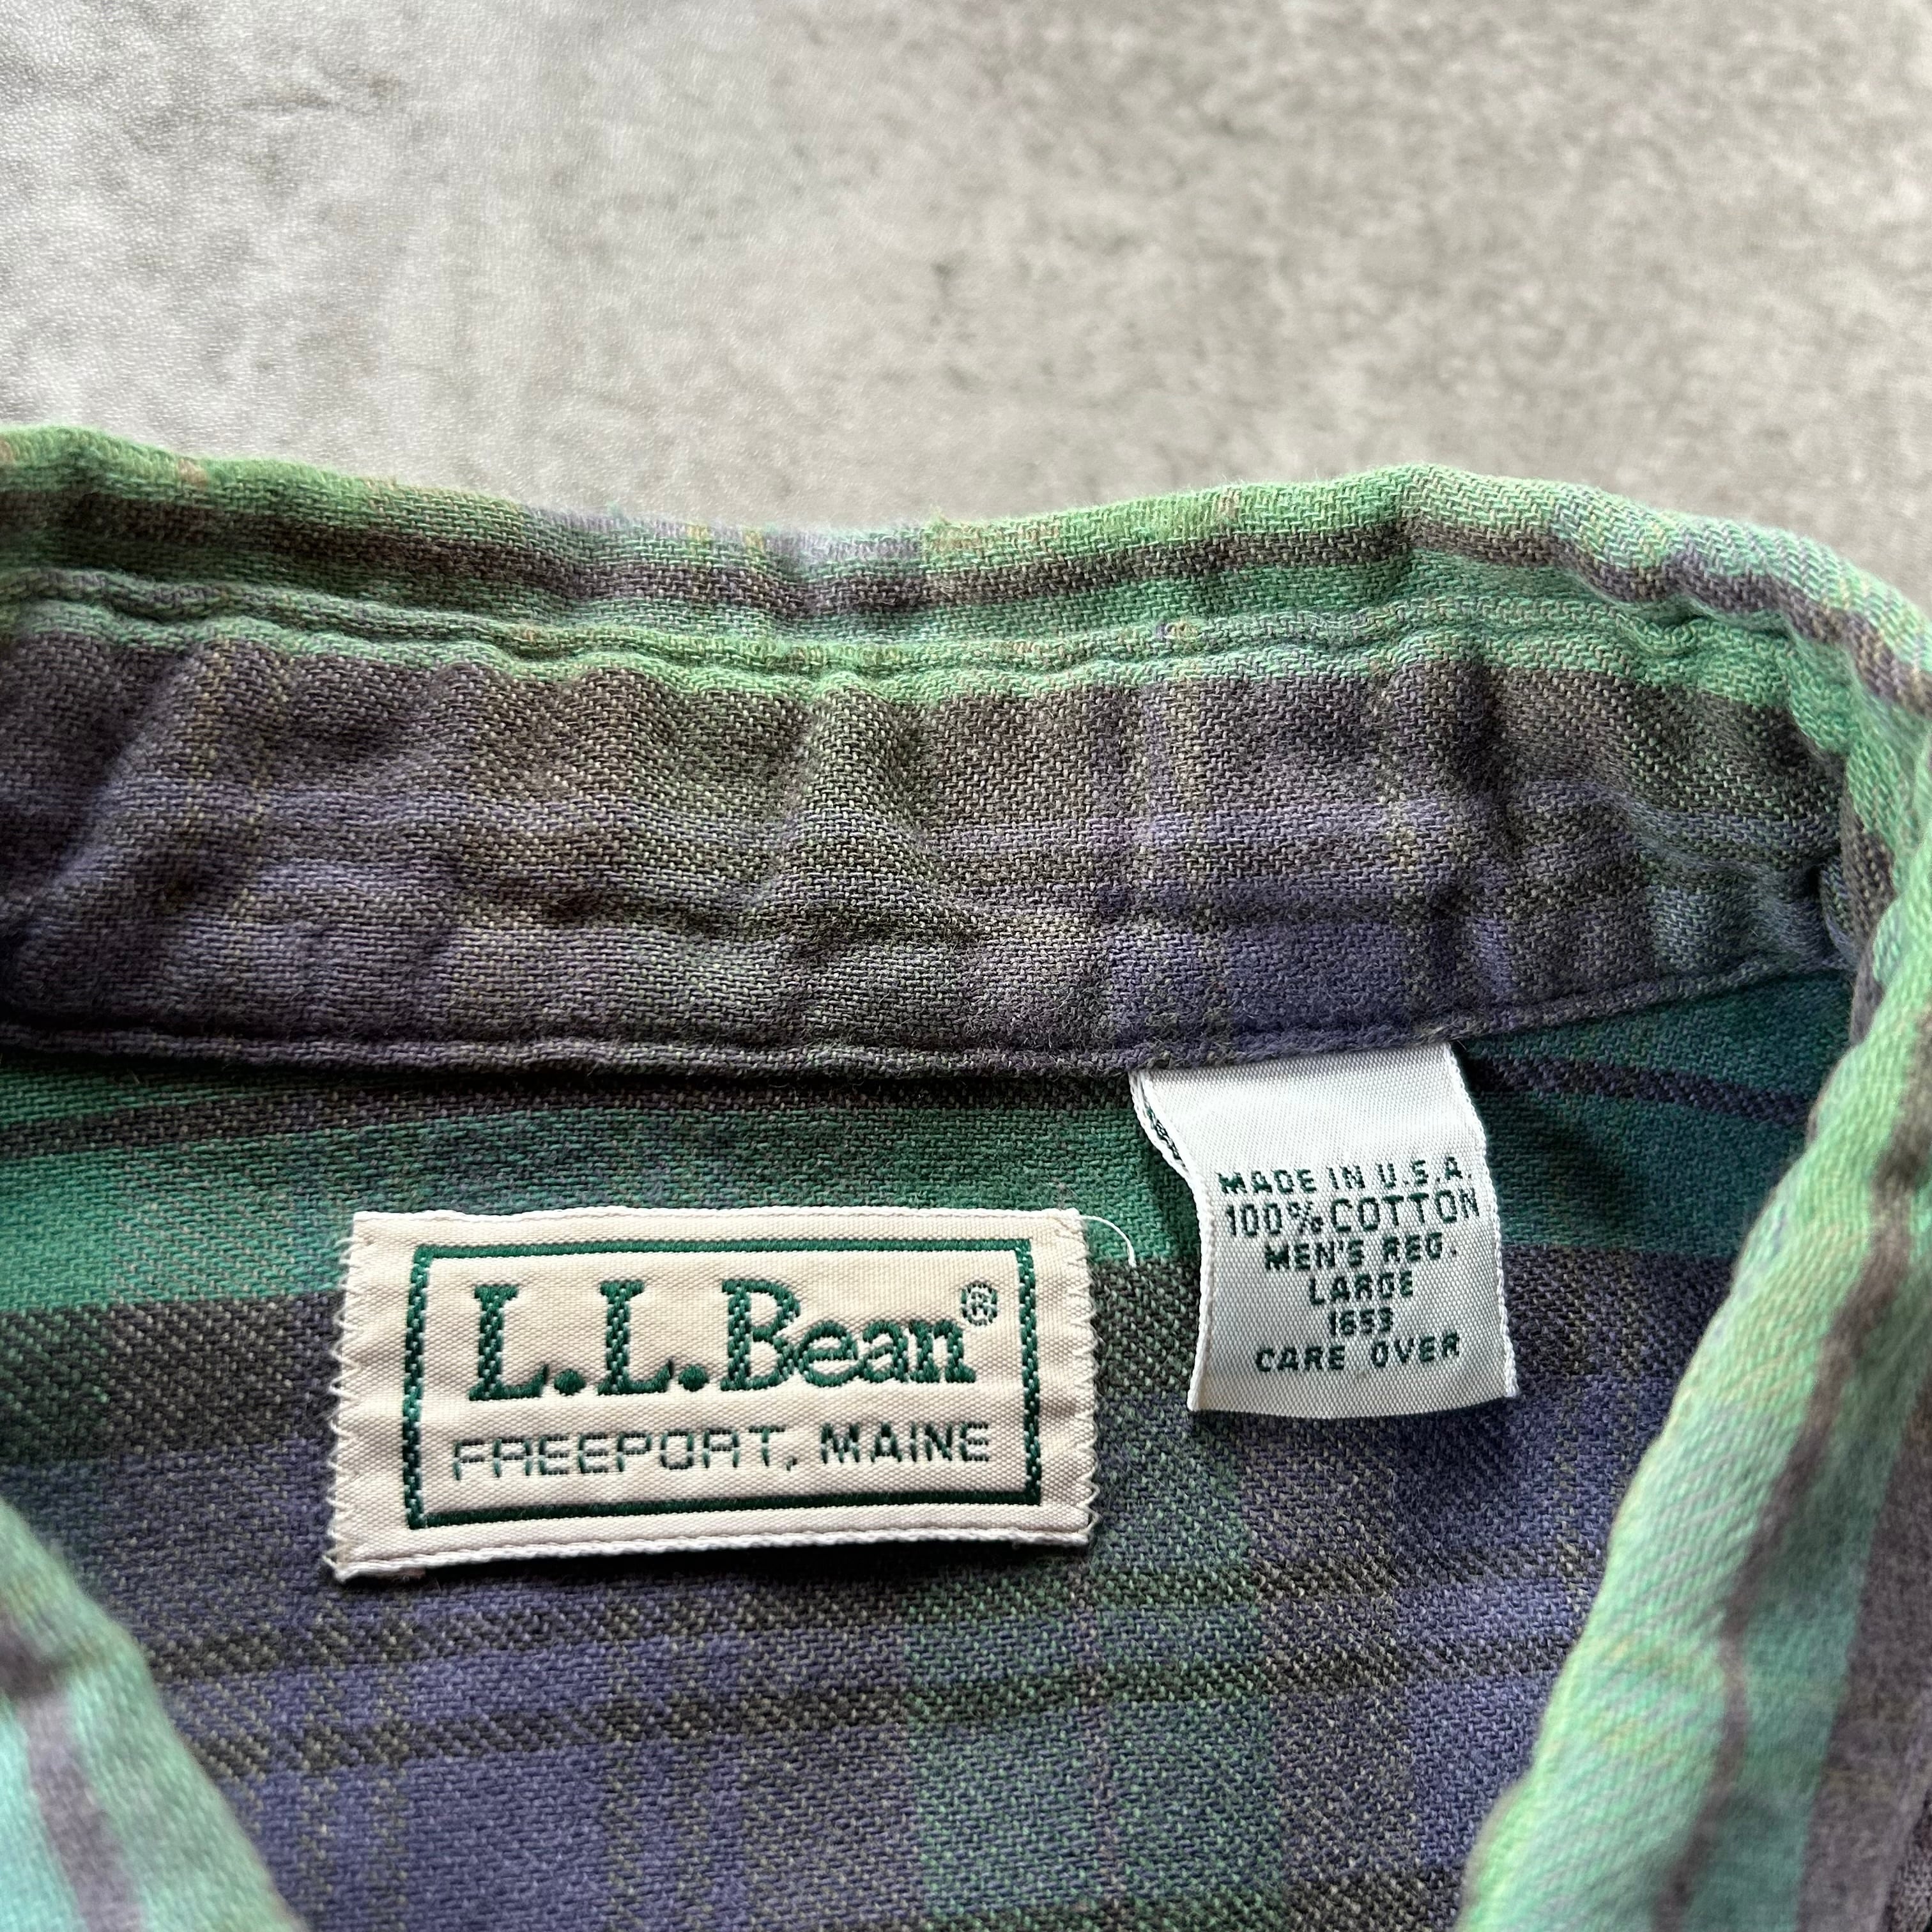 L.L.Bean®
FREEPORT, MAINE
MADE IN U.S.A.
100% COTTON
MEN'S REG.
LARGE
1653
CARE OVER